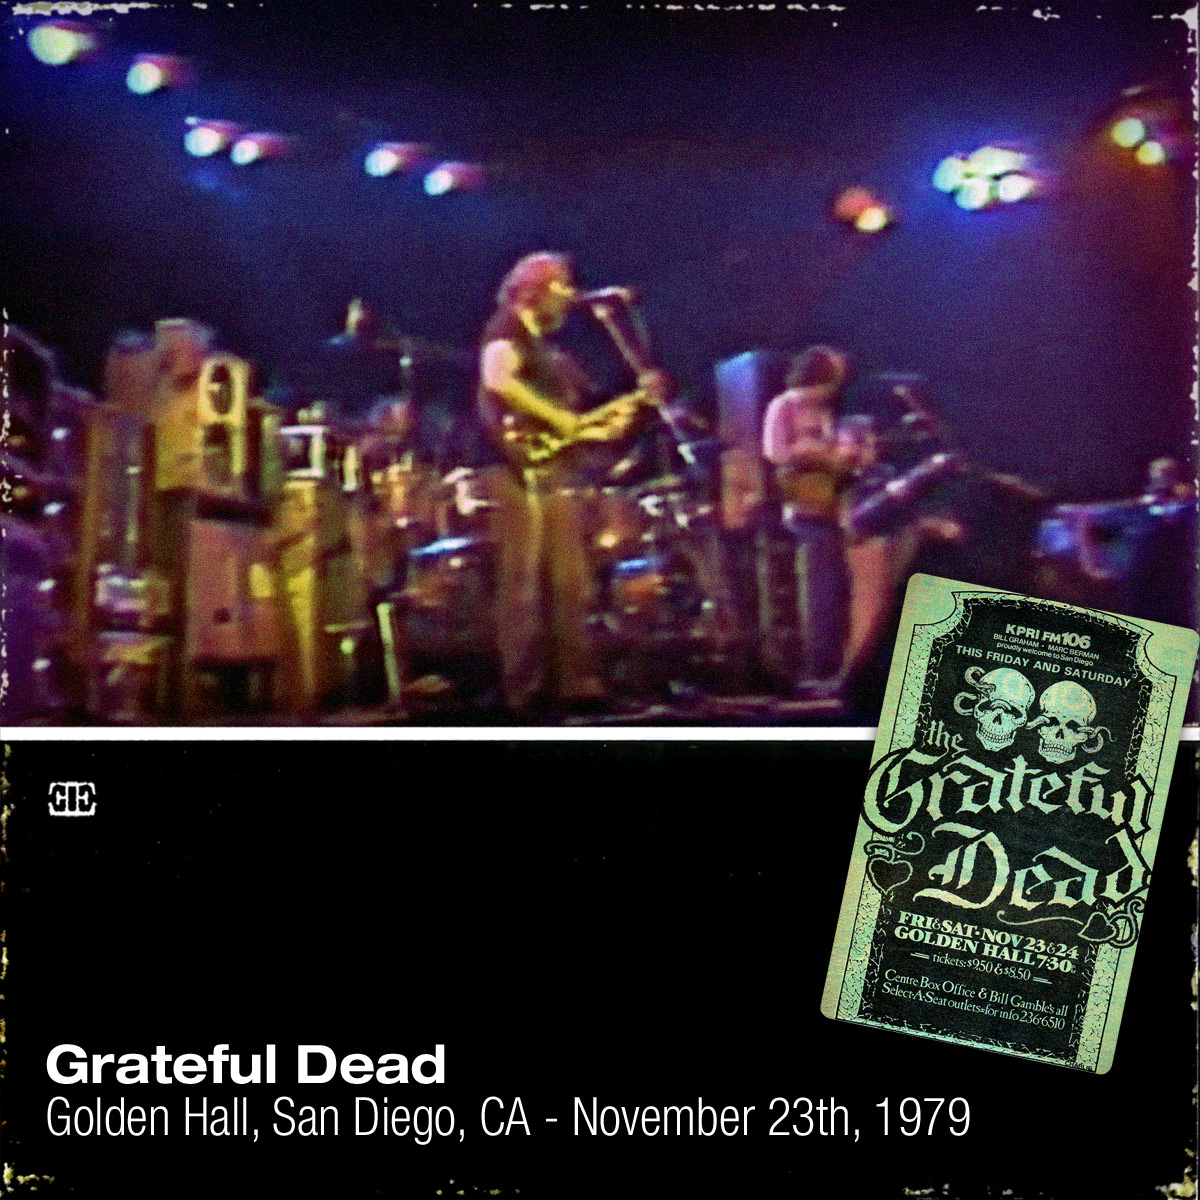 KPRI FM106
BILL GRAHAM • MARC BERMAN
proudly welcome to San Diego
THIS FRIDAY AND SATURDAY
the
Grateful
Dead
FRI & SAT · NOV 23 & 24
GOLDEN HALL 7:30
tickets: $9.50 & $8.50
Centre Box Office & Bill Gamble's all
Select-A-Seat outlets=for info 236-6510
Grateful Dead
Golden Hall, San Diego, CA - November 23th, 1979